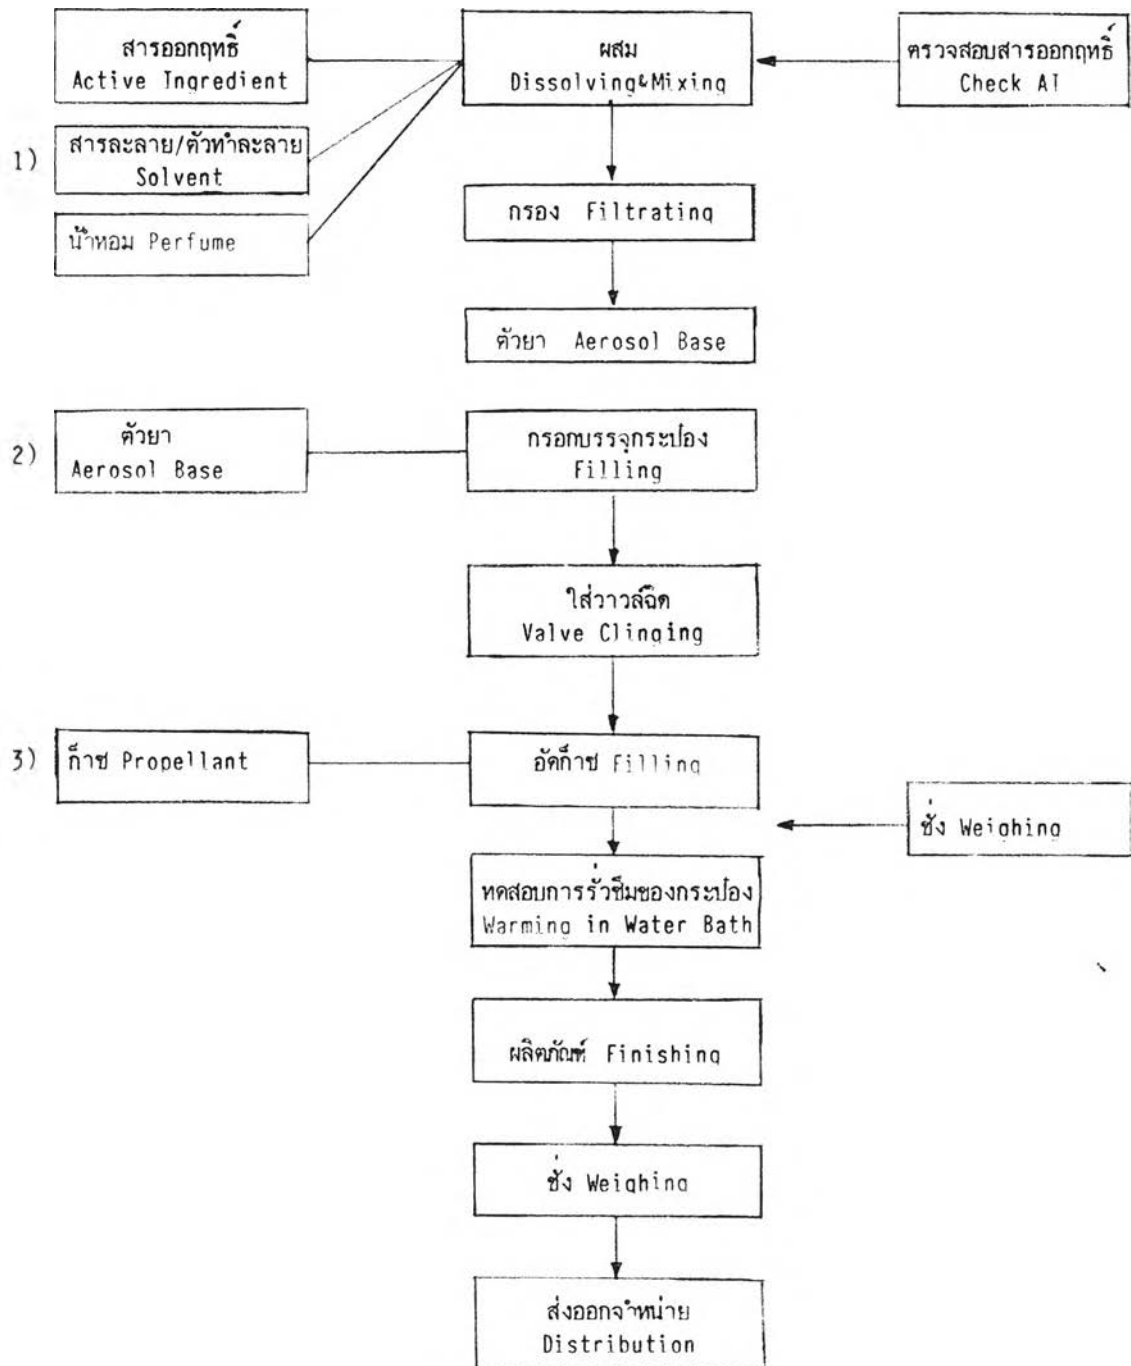 สารออกฤทธิ์
Active Ingredient
ผสม
Dissolving&Mixing
ตรวจสอบสารออกฤทธิ์
Check AI
1)
สารละลาย/ตัวทำละลาย
Solvent
น้ำหอม Perfume
กรอง Filtrating
ตัวยา Aerosol Base
2)
ตัวยา
Aerosol Base
กรอกบรรจุกระป๋อง
Filling
ใส่วาวล์ฉีด
Valve Clinging
3)
ก๊าซ Propellant
อัดก๊าซ Filling
ชั่ง Weighing
ทดสอบการรั่วซึมของกระป๋อง
Warming in Water Bath
ผลิตภัณฑ์ Finishing
ชั่ง Weighing
ส่งออกจำหน่าย
Distribution